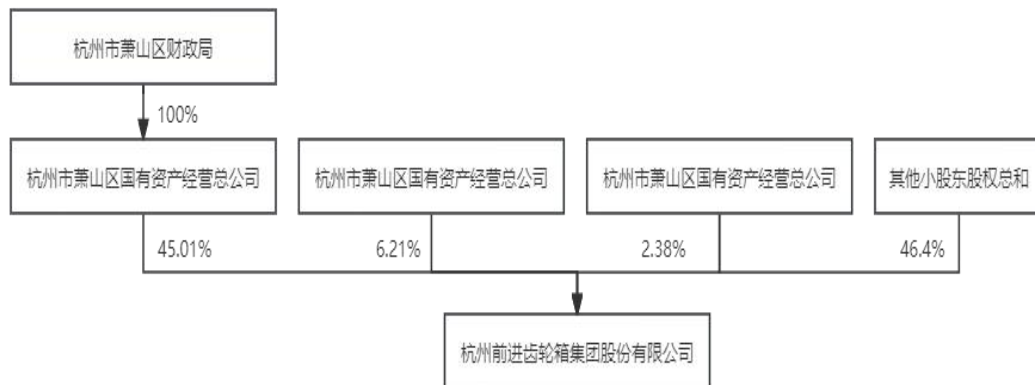 杭州市萧山区财政局
100%
杭州市萧山区国有资产经营总公司
杭州市萧山区国有资产经营总公司
杭州市萧山区国有资产经营总公司
其他小股东股权总和
45.01%
6.21%
2.38%
46.4%
杭州前进齿轮箱集团股份有限公司